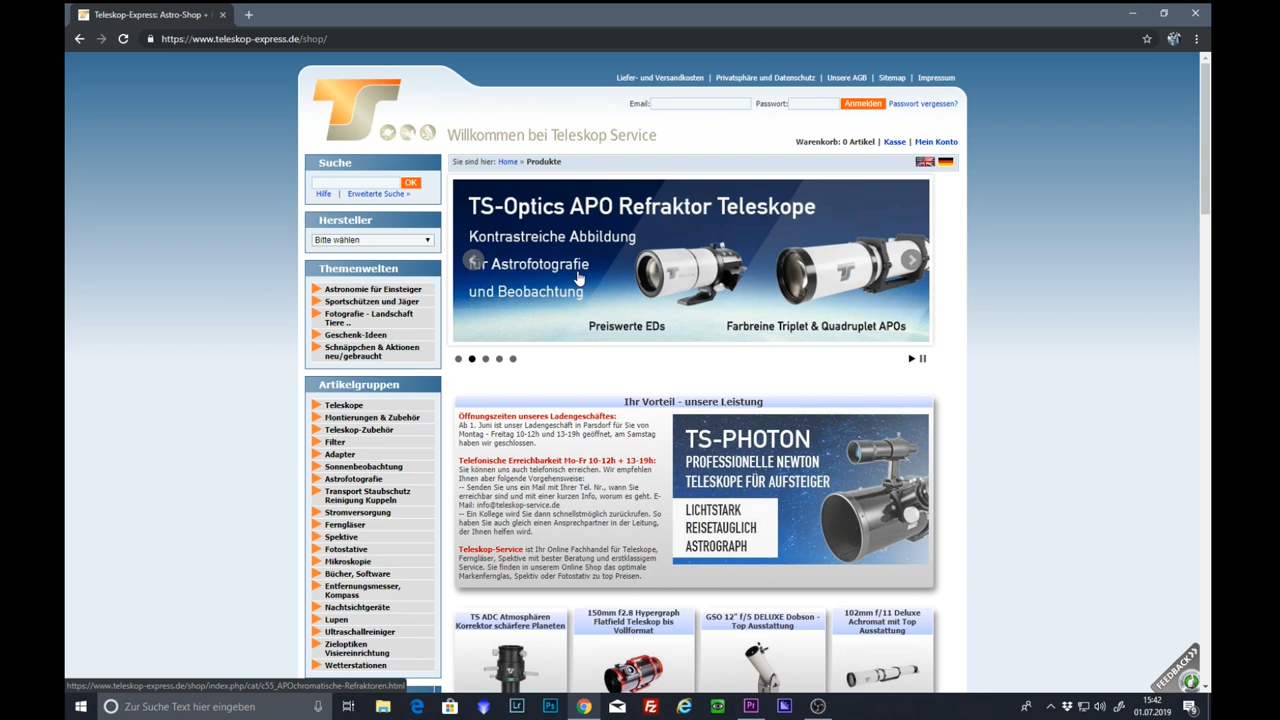 Teleskop-Express: Astro-Shop +
https://www.teleskop-express.de/shop/
Liefer- und Versandkosten | Privatsphäre und Datenschutz | Unsere AGB | Sitemap | Impressum
Email: Passwort: Anmelden Passwort vergessen?
TS
Willkommen bei Teleskop Service
Warenkorb: 0 Artikel | Kasse | Mein Konto
Sie sind hier: Home » Produkte
Suche
OK
Hilfe | Erweiterte Suche »
Hersteller
Bitte wählen
Themenwelten
Astronomie für Einsteiger
Sportschützen und Jäger
Fotografie - Landschaft
Tiere ..
Geschenk-Ideen
Schnäppchen & Aktionen
neu/gebraucht
Artikelgruppen
Teleskope
Montierungen & Zubehör
Teleskop-Zubehör
Filter
Adapter
Sonnenbeobachtung
Astrofotografie
Transport Staubschutz
Reinigung Kuppeln
Stromversorgung
Ferngläser
Spektive
Fotostative
Mikroskopie
Bücher, Software
Entfernungsmesser,
Kompass
Nachtsichtgeräte
Lupen
Ultraschallreiniger
Zieloptiken
Visiereinrichtung
Wetterstationen
TS-Optics APO Refraktor Teleskope
Kontrastreiche Abbildung
für Astrofotografie
und Beobachtung
Preiswerte EDs
Farbreine Triplet & Quadruplet APOs
Ihr Vorteil - unsere Leistung
Öffnungszeiten unseres Ladengeschäftes:
Ab 1. Juni ist unser Ladengeschäft in Parsdorf für Sie von
Montag - Freitag 10-12h und 13-19h geöffnet, am Samstag
haben wir geschlossen.
Telefonische Erreichbarkeit Mo-Fr 10-12h + 13-19h:
Sie können uns auch telefonisch erreichen. Wir empfehlen
Ihnen aber folgende Vorgehensweise:
-- Senden Sie uns ein Mail mit Ihrer Tel. Nr., wann Sie
erreichbar sind und mit einer kurzen Info, worum es geht. E-
Mail: info@teleskop-service.de
-- Ein Kollege wird Sie dann schnellstmöglich zurückrufen. So
haben Sie auch gleich einen Ansprechpartner in der Leitung,
der Ihnen helfen wird.
Teleskop-Service ist Ihr Online Fachhandel für Teleskope,
Ferngläser, Spektive mit bester Beratung und erstklassigem
Service. Sie finden in unserem Online Shop das optimale
Markenfernglas, Spektiv oder Fotostativ zu top Preisen.
TS-PHOTON
PROFESSIONELLE NEWTON
TELESKOPE FÜR AUFSTEIGER
LICHTSTARK
REISETAUGLICH
ASTROGRAPH
TS ADC Atmosphären
Korrektor schärfere Planeten
150mm f2.8 Hypergraph
Flatfield Teleskop bis
Vollformat
GSO 12" f/5 DELUXE Dobson -
Top Ausstattung
102mm f/11 Deluxe
Achromat mit Top
Ausstattung
FEEDBACK
https://www.teleskop-express.de/shop/index.php/cat/c55_APOchromatische-Refraktoren.html
Zur Suche Text hier eingeben
15:42
01.07.2019